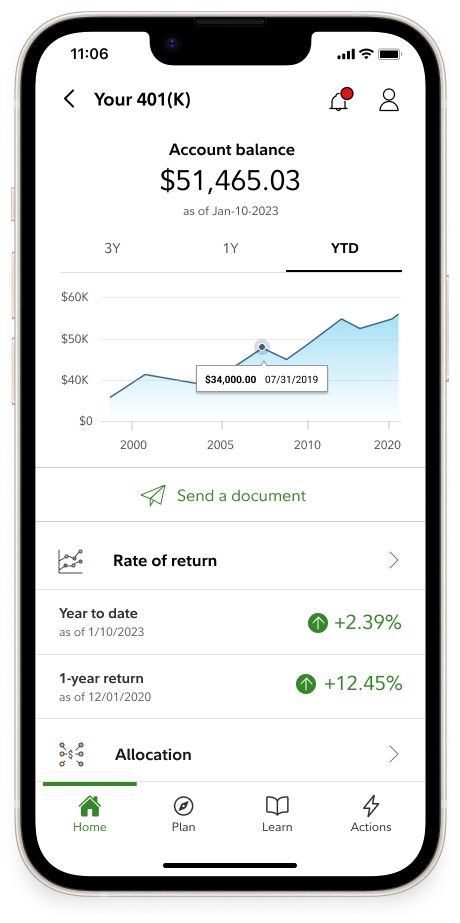 11:06
Your 401(K)
Account balance
$51,465.03
as of Jan-10-2023
3Y 1Y YTD
$60K
$50K
$40K
$34,000.00 07/31/2019
$0
2000 2005 2010 2020
Send a document
Rate of return
Year to date
as of 1/10/2023
+2.39%
1-year return
as of 12/01/2020
+12.45%
$
Allocation
Home Plan Learn Actions